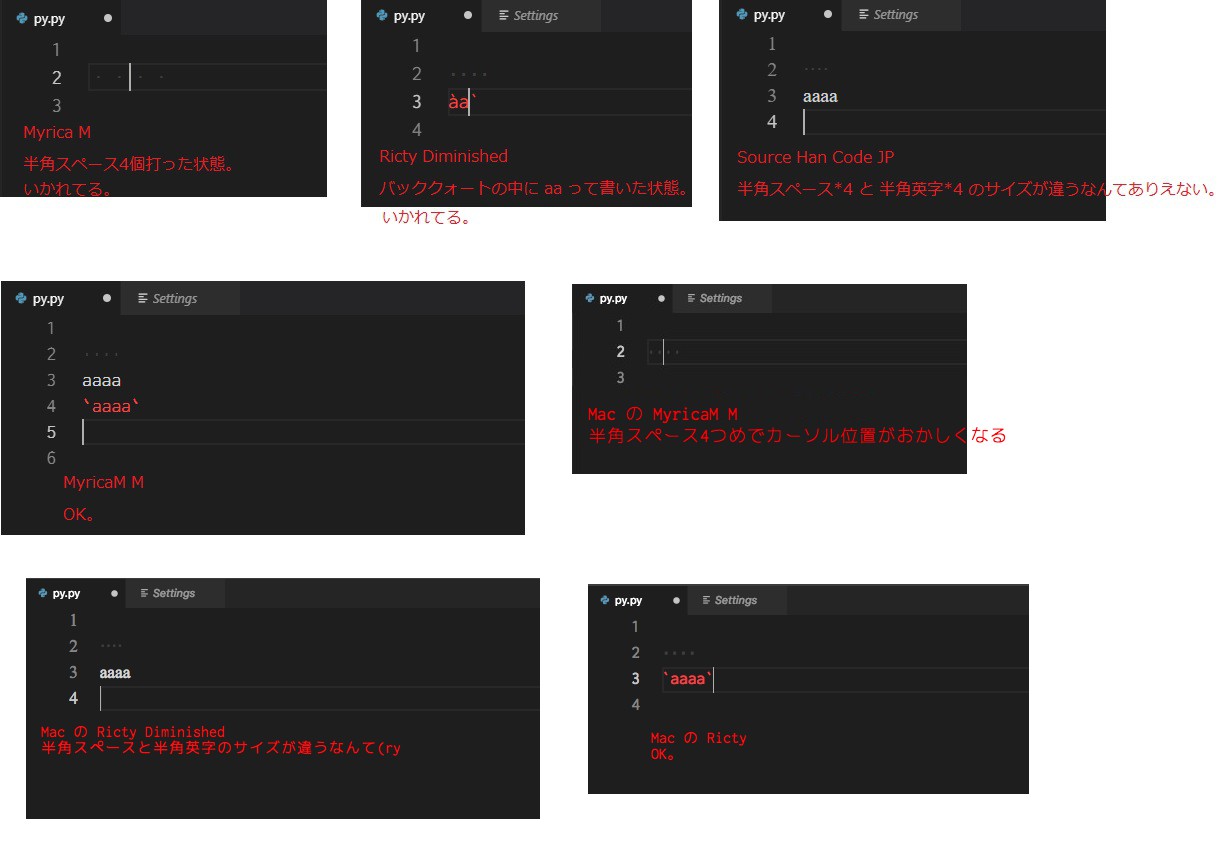 py.py Settings
1
2
3
Myrica M
半角スペース4個打った状態。
いかれてる。
py.py Settings
1
2
3 `aa`
4
Ricty Diminished
バッククォートの中に aa って書いた状態。
いかれてる。
py.py Settings
1
2
3 aaaa
4
Source Han Code JP
半角スペース*4 と 半角英字*4 のサイズが違うなんてありえない。
py.py Settings
1
2
3 aaaa
4 `aaaa`
5
6
MyricaM M
OK。
py.py Settings
1
2
3
Mac の MyricaM M
半角スペース4つめでカーソル位置がおかしくなる
py.py Settings
1
2
3 aaaa
4
Mac の Ricty Diminished
半角スペースと半角英字のサイズが違うなんて(ry
py.py Settings
1
2
3 `aaaa`
4
Mac の Ricty
OK。